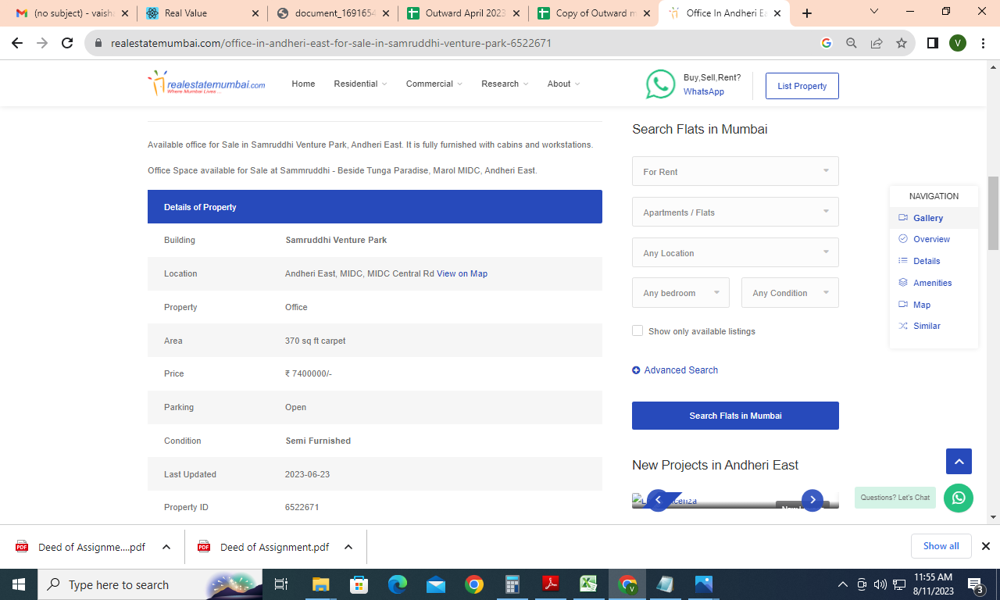 (no subject) - vaisha
Real Value
document_1691654
Outward April 2023
Copy of Outward m
Office In Andheri Ea
realestatemumbai.com/office-in-andheri-east-for-sale-in-samruddhi-venture-park-6522671
V
realestatemumbai.com
Where Mumbai Lives...
Home
Residential
Commercial
Research
About
Buy,Sell,Rent?
WhatsApp
List Property
Available office for Sale in Samruddhi Venture Park, Andheri East. It is fully furnished with cabins and workstations.
Office Space available for Sale at Sammruddhi - Beside Tunga Paradise, Marol MIDC, Andheri East.
Details of Property
Building Samruddhi Venture Park
Location Andheri East, MIDC, MIDC Central Rd View on Map
Property Office
Area 370 sq ft carpet
Price ₹ 7400000/-
Parking Open
Condition Semi Furnished
Last Updated 2023-06-23
Property ID 6522671
Search Flats in Mumbai
For Rent
Apartments / Flats
Any Location
Any bedroom Any Condition
Show only available listings
Advanced Search
Search Flats in Mumbai
New Projects in Andheri East
NAVIGATION
Gallery
Overview
Details
Amenities
Map
Similar
Questions? Let's Chat
Deed of Assignme....pdf
Deed of Assignment.pdf
Show all
Type here to search
11:55 AM
8/11/2023
3